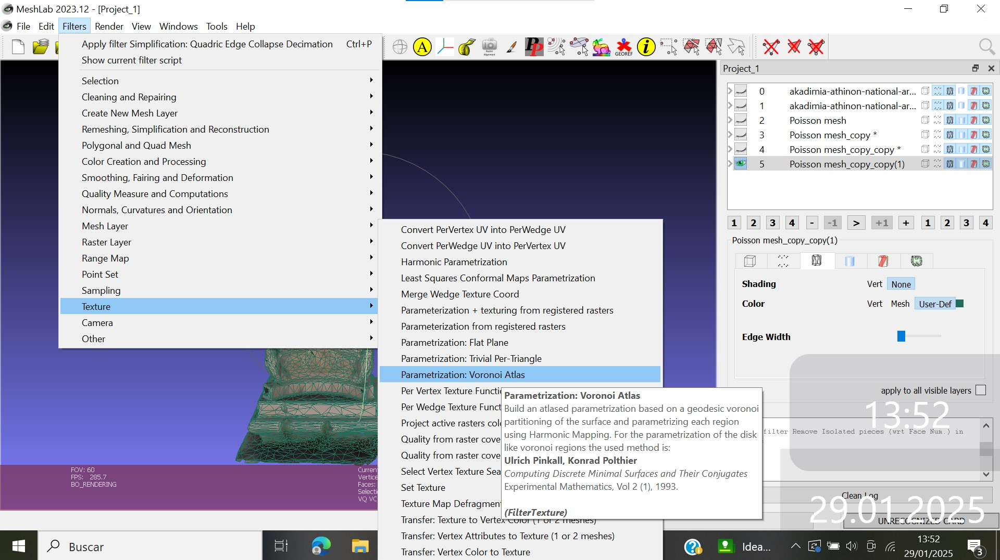 MeshLab 2023.12 - [Project_1]
File Edit Filters Render View Windows Tools Help
Apply filter Simplification: Quadric Edge Collapse Decimation Ctrl+P
Show current filter script
Selection
Cleaning and Repairing
Create New Mesh Layer
Remeshing, Simplification and Reconstruction
Polygonal and Quad Mesh
Color Creation and Processing
Smoothing, Fairing and Deformation
Quality Measure and Computations
Normals, Curvatures and Orientation
Mesh Layer
Raster Layer
Range Map
Point Set
Sampling
Texture
Camera
Other
Convert PerVertex UV into PerWedge UV
Convert PerWedge UV into PerVertex UV
Harmonic Parametrization
Least Squares Conformal Maps Parametrization
Merge Wedge Texture Coord
Parameterization + texturing from registered rasters
Parameterization from registered rasters
Parametrization: Flat Plane
Parametrization: Trivial Per-Triangle
Parametrization: Voronoi Atlas
Per Vertex Texture Functi
Per Wedge Texture Funct
Project active rasters col
Quality from raster cove
Quality from raster cove
Select Vertex Texture Sea
Set Texture
Texture Map Defragment
Transfer: Texture to Vertex Color (1 or 2 meshes)
Transfer: Vertex Attributes to Texture (1 or 2 meshes)
Transfer: Vertex Color to Texture
Parametrization: Voronoi Atlas
Build an atlased parametrization based on a geodesic voronoi
partitioning of the surface and parametrizing each region
using Harmonic Mapping. For the parametrization of the disk
like voronoi regions the used method is:
Ulrich Pinkall, Konrad Polthier
Computing Discrete Minimal Surfaces and Their Conjugates
Experimental Mathematics, Vol 2 (1), 1993.
(FilterTexture)
A
Raster
Alignment
PP
GEOREF
i
Project_1
0 akadimia-athinon-national-ar...
1 akadimia-athinon-national-ar...
2 Poisson mesh
3 Poisson mesh_copy *
4 Poisson mesh_copy_copy *
5 Poisson mesh_copy_copy(1)
1 2 3 4 - -1 > +1 + 1 2 3 4
Poisson mesh_copy_copy(1)
Shading Vert None
Color Vert Mesh User-Def
Edge Width
apply to all visible layers
13:52
filter Remove Isolated pieces (wrt Face Num.) in
Clean Log
29.01.2025
UNRECOGNIZED CARD
FOV: 60
FPS: 285.7
BO_RENDERING
Current
Vertice
Faces:
Selecti
VQ VC
Buscar
Idea...
13:52
29/01/2025
3